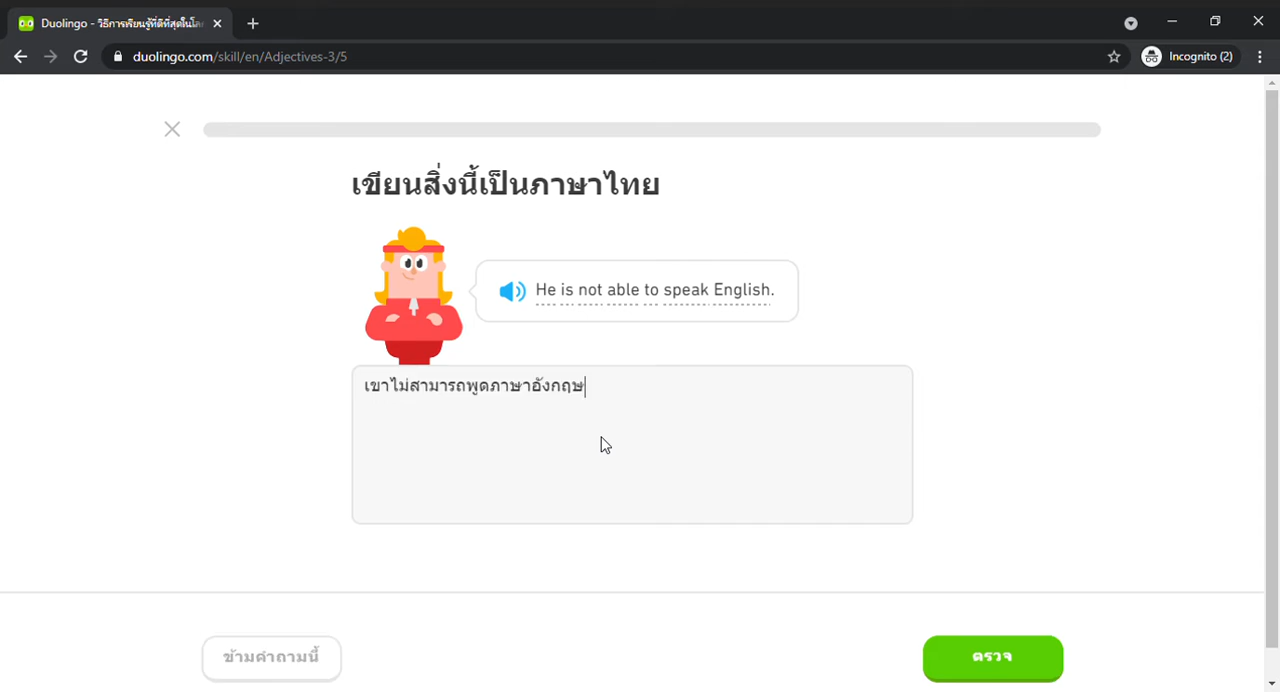 Duolingo - วิธีการเรียนรู้ที่ดีที่สุดในโล
duolingo.com/skill/en/Adjectives-3/5
Incognito (2)
เขียนสิ่งนี้เป็นภาษาไทย
He is not able to speak English.
เขาไม่สามารถพูดภาษาอังกฤษ
ข้ามคำถามนี้
ตรวจ